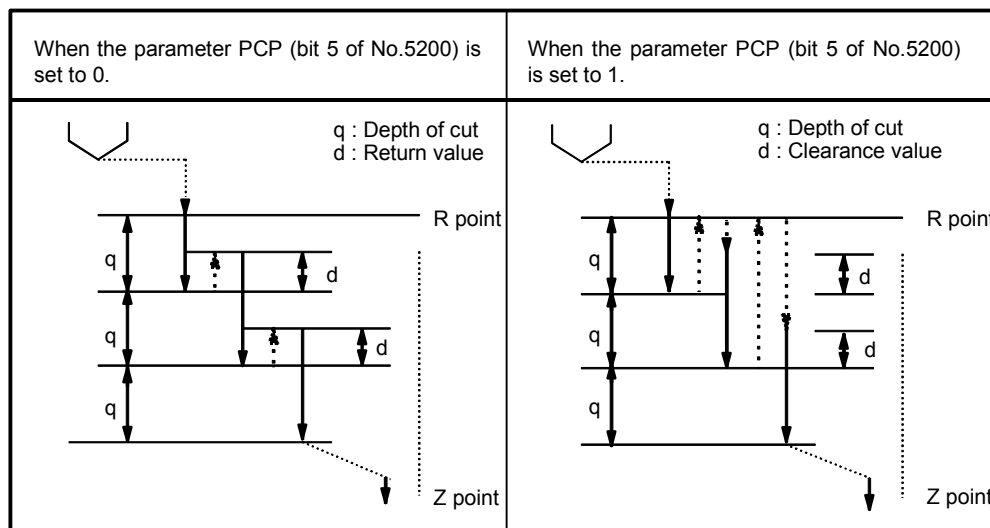 When the parameter PCP (bit 5 of No.5200) is
set to 0.
When the parameter PCP (bit 5 of No.5200)
is set to 1.
q : Depth of cut
d : Return value
R point
q
d
q
d
q
Z point
q : Depth of cut
d : Clearance value
R point
q
d
q
d
q
Z point